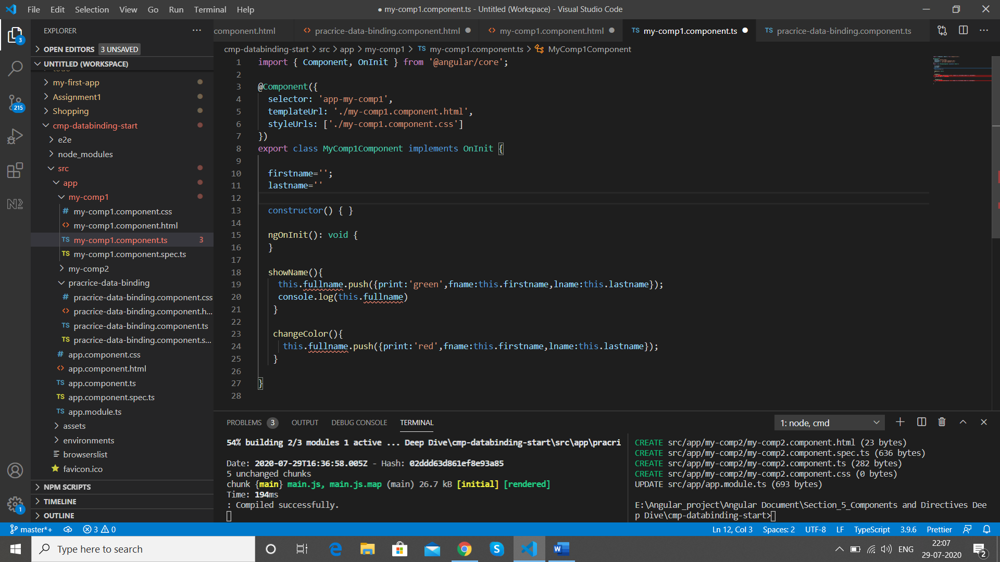 File Edit Selection View Go Run Terminal Help
● my-comp1.component.ts - Untitled (Workspace) - Visual Studio Code
EXPLORER
component.html
pracrice-data-binding.component.html
my-comp1.component.html
TS my-comp1.component.ts
TS pracrice-data-binding.component.ts
3
215
1
OPEN EDITORS 3 UNSAVED
UNTITLED (WORKSPACE)
my-first-app
Assignment1
Shopping
cmp-databinding-start
e2e
node_modules
src
app
my-comp1
# my-comp1.component.css
<> my-comp1.component.html
TS my-comp1.component.ts 3
TS my-comp1.component.spec.ts
my-comp2
pracrice-data-binding
# pracrice-data-binding.component.css
<> pracrice-data-binding.component.h...
TS pracrice-data-binding.component.ts
TS pracrice-data-binding.component.s...
# app.component.css
<> app.component.html
TS app.component.ts
TS app.component.spec.ts
TS app.module.ts
assets
environments
browserslist
favicon.ico
NPM SCRIPTS
TIMELINE
OUTLINE
cmp-databinding-start > src > app > my-comp1 > TS my-comp1.component.ts > MyComp1Component
1 import { Component, OnInit } from '@angular/core';
2
3 @Component({
4 selector: 'app-my-comp1',
5 templateUrl: './my-comp1.component.html',
6 styleUrls: ['./my-comp1.component.css']
7 })
8 export class MyComp1Component implements OnInit {
9
10 firstname='';
11 lastname=''
12
13 constructor() { }
14
15 ngOnInit(): void {
16 }
17
18 showName(){
19 this.fullname.push({print:'green',fname:this.firstname,lname:this.lastname});
20 console.log(this.fullname)
21 }
22
23 changeColor(){
24 this.fullname.push({print:'red',fname:this.firstname,lname:this.lastname});
25 }
26
27 }
28
PROBLEMS 3 OUTPUT DEBUG CONSOLE TERMINAL
1: node, cmd
54% building 2/3 modules 1 active ... Deep Dive\cmp-databinding-start\src\app\pracri
Date: 2020-07-29T16:36:58.005Z - Hash: 02ddd63d861ef8e93a85
5 unchanged chunks
chunk {main} main.js, main.js.map (main) 26.7 kB [initial] [rendered]
Time: 194ms
: Compiled successfully.
CREATE src/app/my-comp2/my-comp2.component.html (23 bytes)
CREATE src/app/my-comp2/my-comp2.component.spec.ts (636 bytes)
CREATE src/app/my-comp2/my-comp2.component.ts (282 bytes)
CREATE src/app/my-comp2/my-comp2.component.css (0 bytes)
UPDATE src/app/app.module.ts (693 bytes)
E:\Angular_project\Angular Document\Section_5_Components and Directives Dee
p Dive\cmp-databinding-start>
master*+ 3 0
Ln 12, Col 3 Spaces: 2 UTF-8 LF TypeScript 3.9.6 Prettier
Type here to search
ENG
22:07
29-07-2020
2